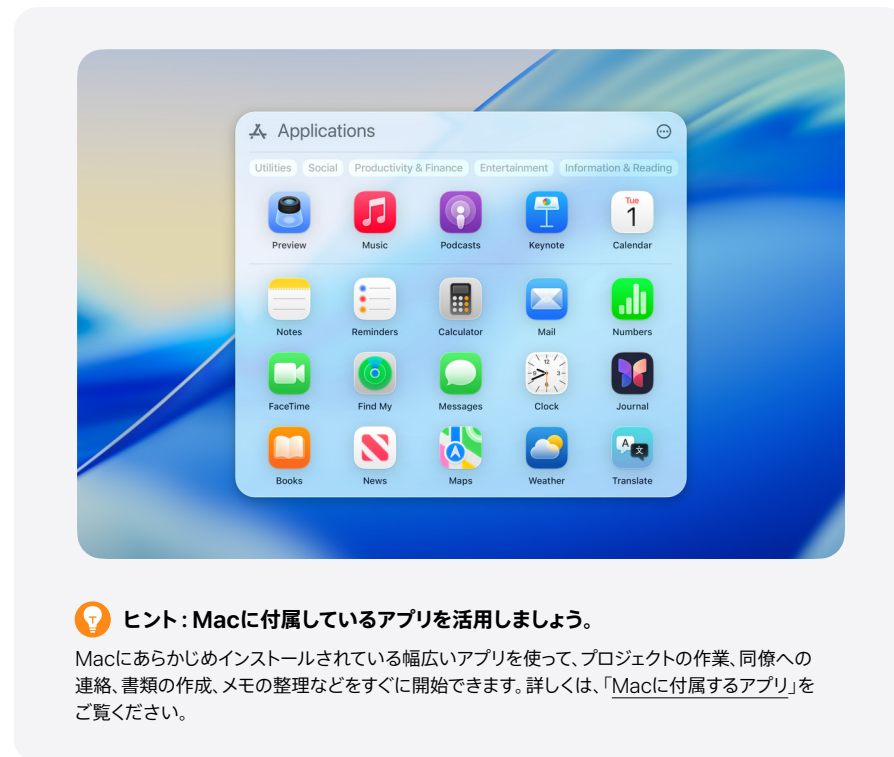 Applications
Utilities Social Productivity & Finance Entertainment Information & Reading
Tue
1
Preview Music Podcasts Keynote Calendar
Notes Reminders Calculator Mail Numbers
12
9 3
6
FaceTime Find My Messages Clock Journal
A 文
Books News Maps Weather Translate
ヒント:Macに付属しているアプリを活用しましょう。
Macにあらかじめインストールされている幅広いアプリを使って、プロジェクトの作業、同僚への
連絡、書類の作成、メモの整理などをすぐに開始できます。詳しくは、「Macに付属するアプリ」を
ご覧ください。